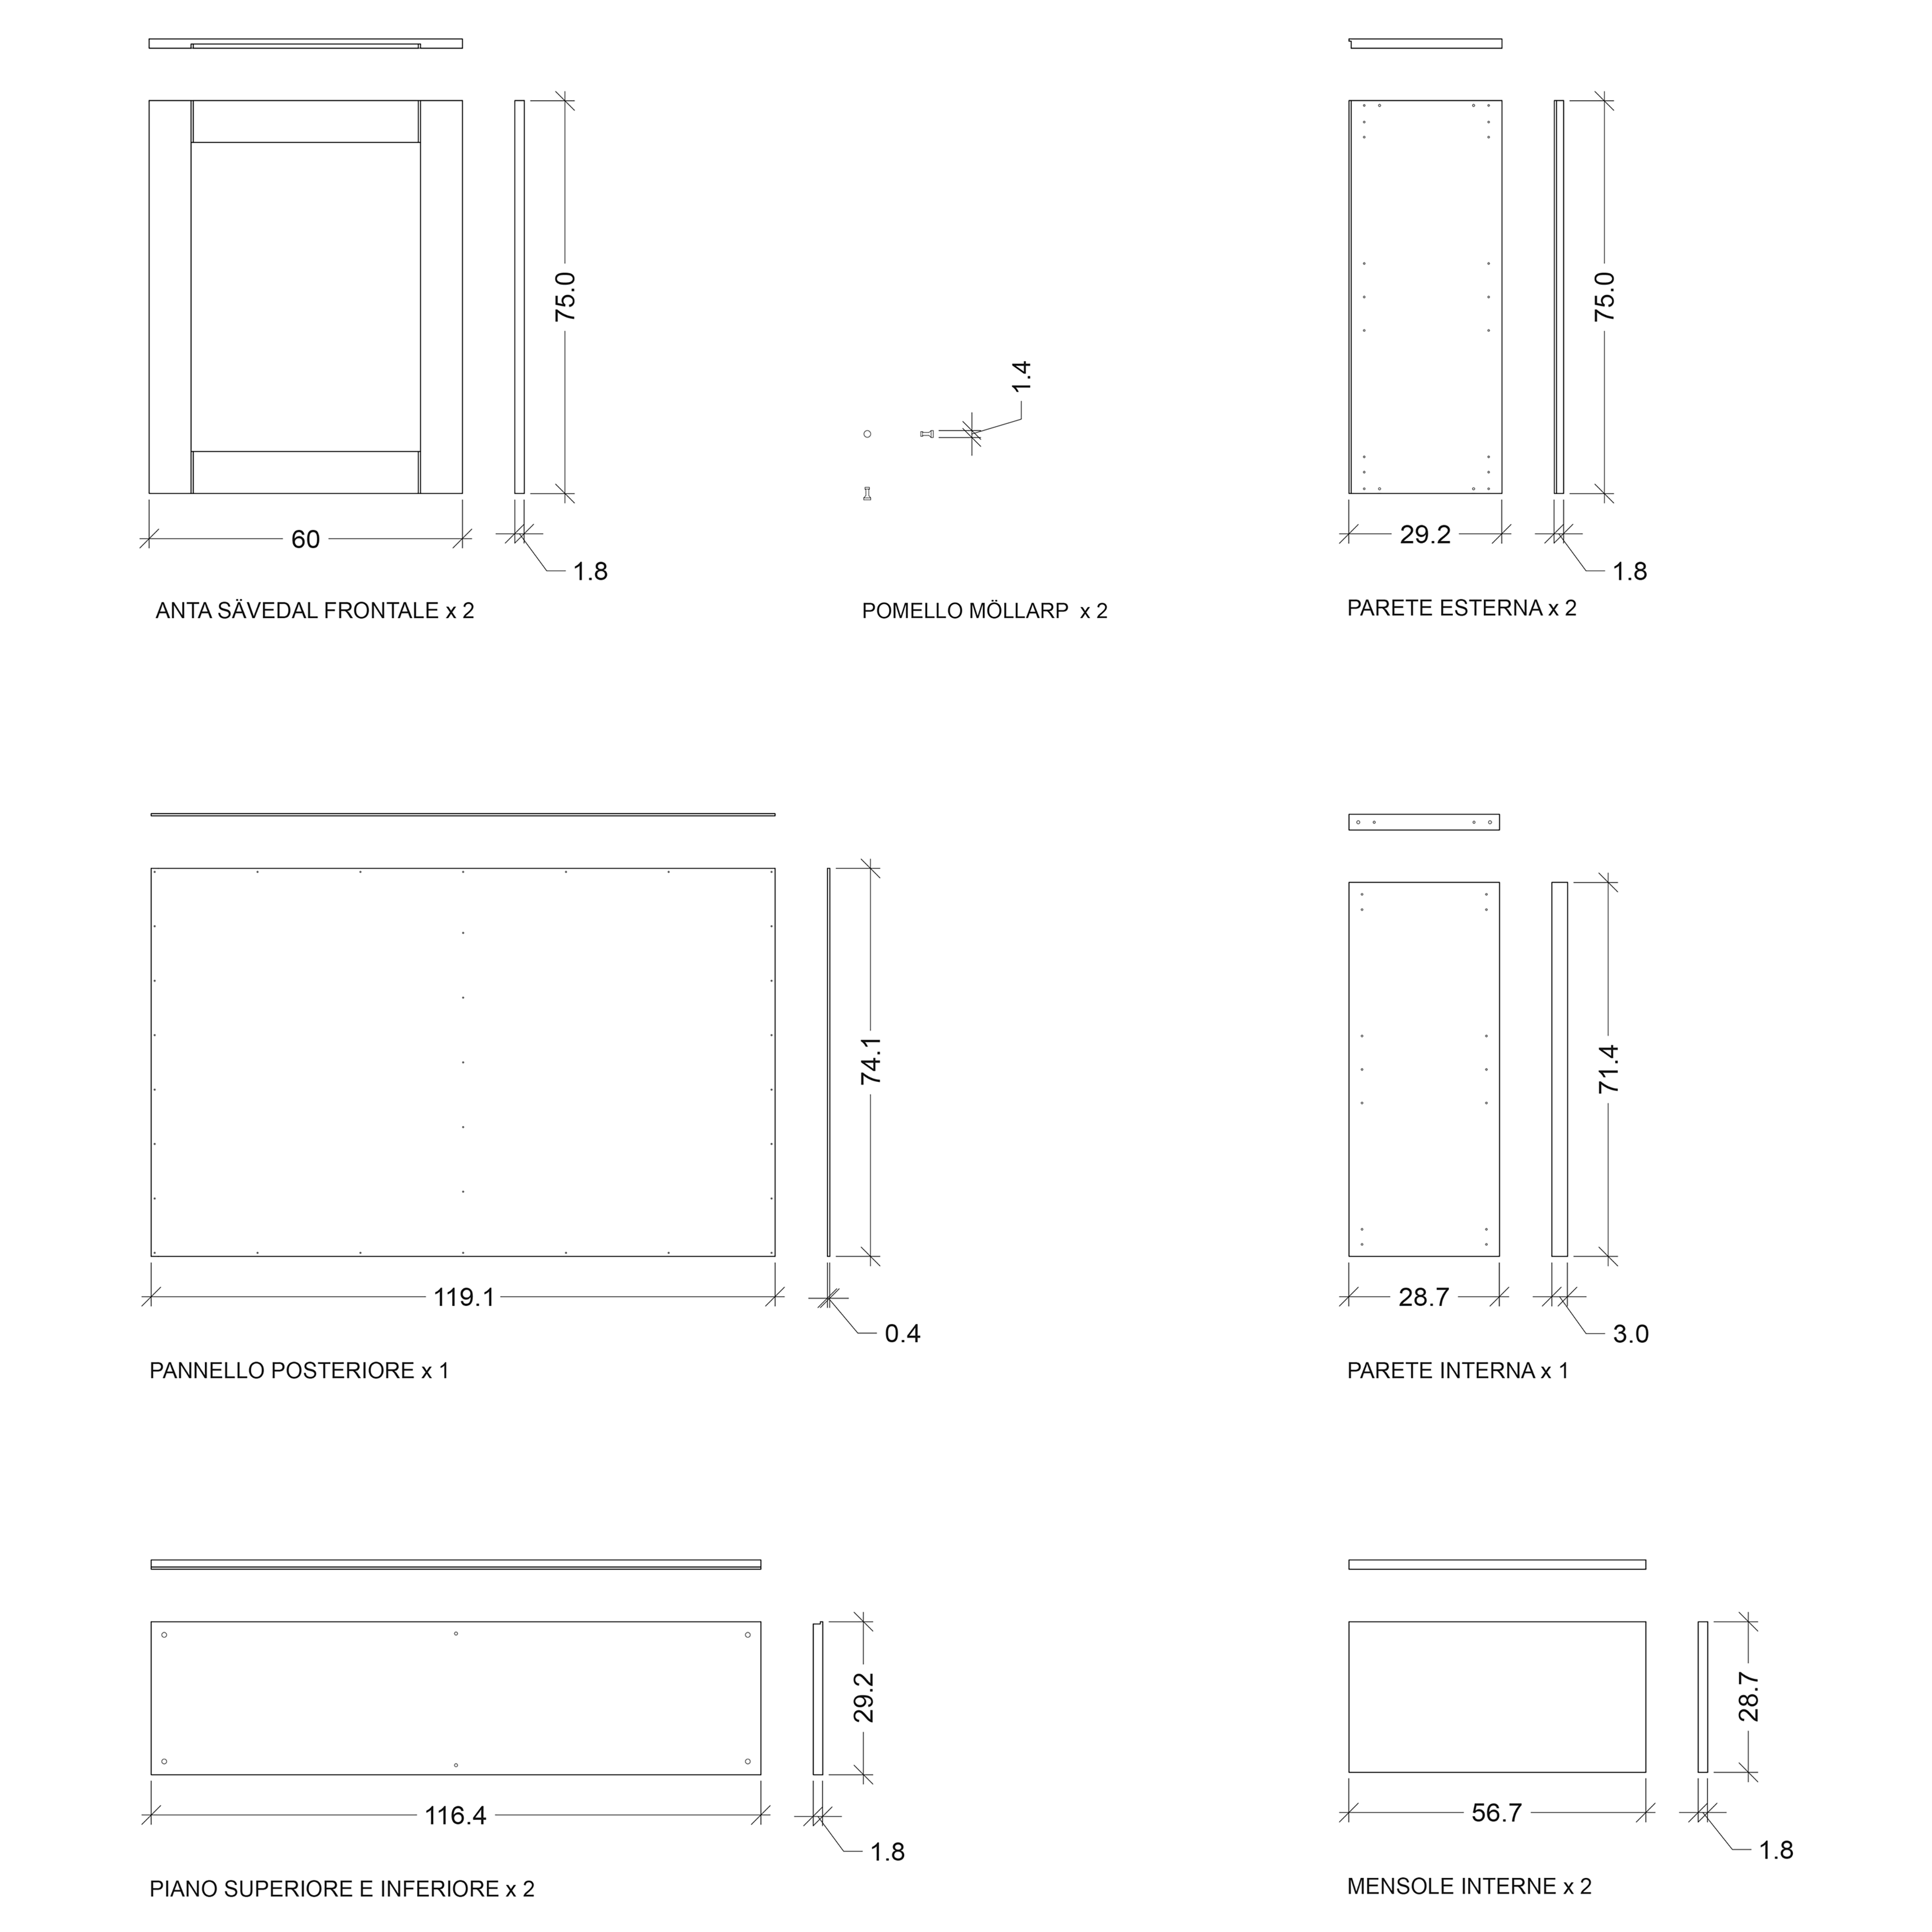 75.0
60
1.8
ANTA SÄVEDAL FRONTALE x 2
1.4
POMELLO MÖLLARP x 2
75.0
29.2
1.8
PARETE ESTERNA x 2
74.1
119.1
0.4
PANNELLO POSTERIORE x 1
71.4
28.7
3.0
PARETE INTERNA x 1
29.2
116.4
1.8
PIANO SUPERIORE E INFERIORE x 2
28.7
56.7
1.8
MENSOLE INTERNE x 2